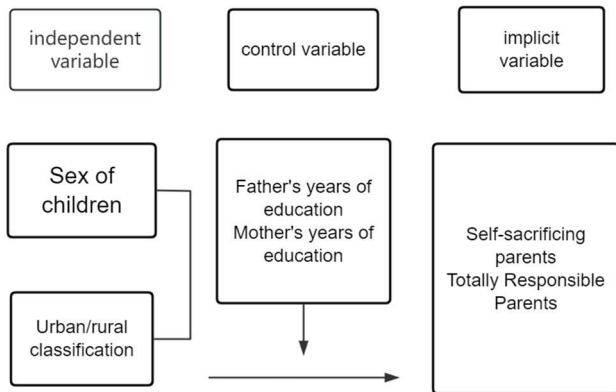 independent
variable
control variable
implicit
variable
Sex of
children
Father's years of
education
Mother's years of
education
Self-sacrificing
parents
Totally Responsible
Parents
Urban/rural
classification